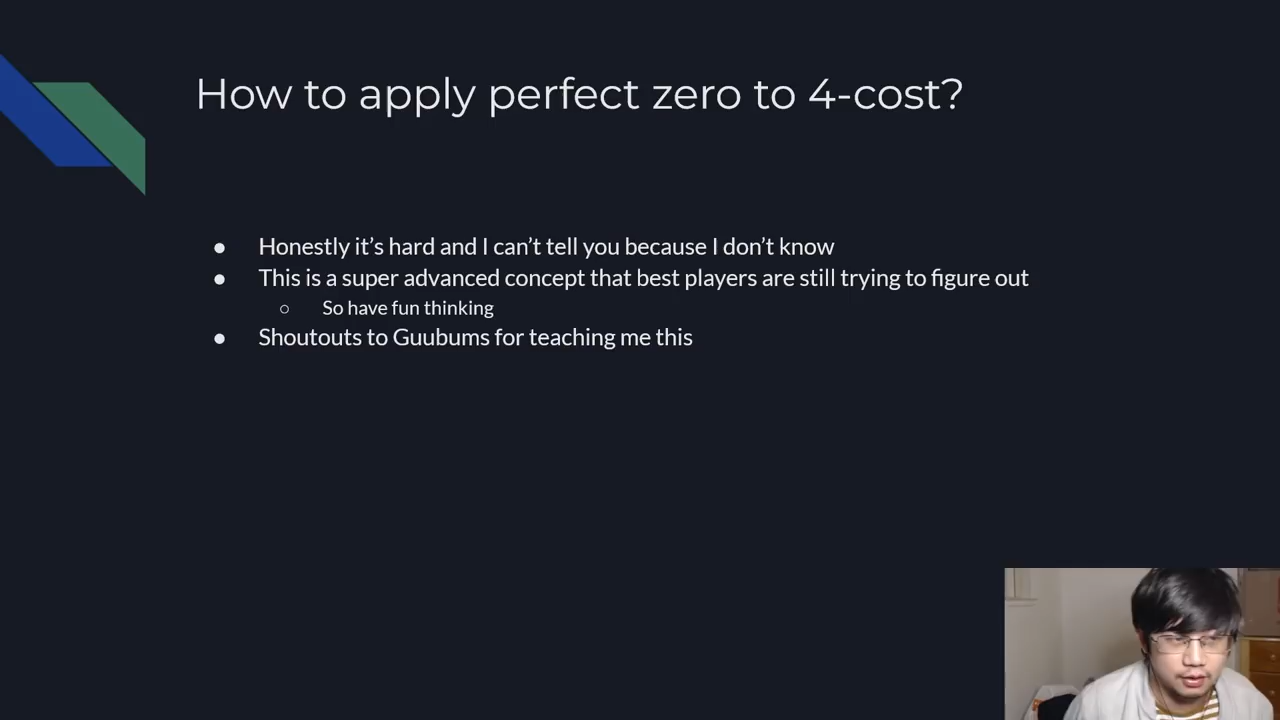 How to apply perfect zero to 4-cost?
● Honestly it’s hard and I can’t tell you because I don’t know
● This is a super advanced concept that best players are still trying to figure out
○ So have fun thinking
● Shoutouts to Guubums for teaching me this